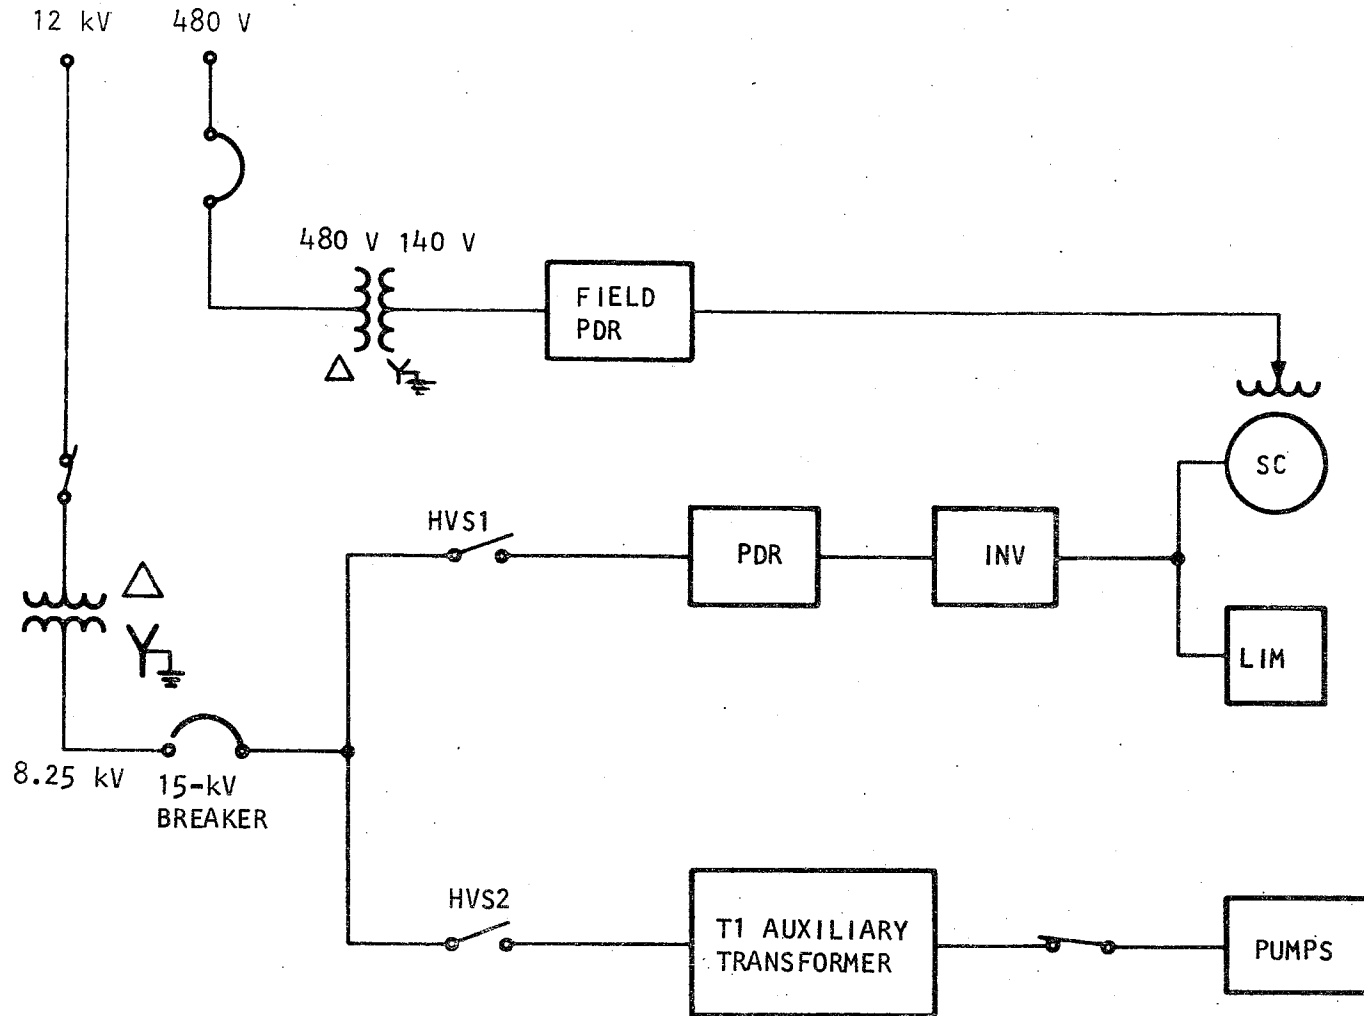 12 kV
480 V
480 V 140 V
FIELD
PDR
SC
HVS1
PDR
INV
LIM
8.25 kV
15-kV
BREAKER
HVS2
T1 AUXILIARY
TRANSFORMER
PUMPS